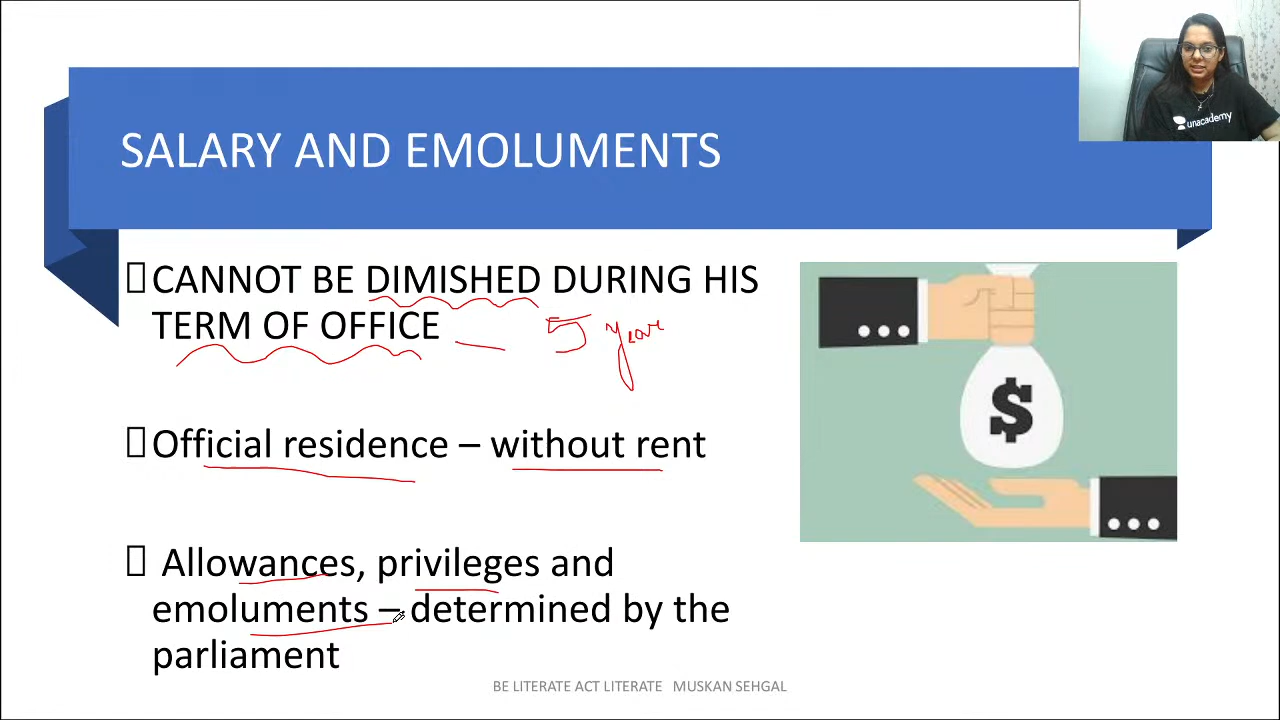 unacademy
SALARY AND EMOLUMENTS
CANNOT BE DIMISHED DURING HIS
TERM OF OFFICE — 5 year
Official residence – without rent
$
Allowances, privileges and
emoluments – determined by the
parliament
BE LITERATE ACT LITERATE MUSKAN SEHGAL